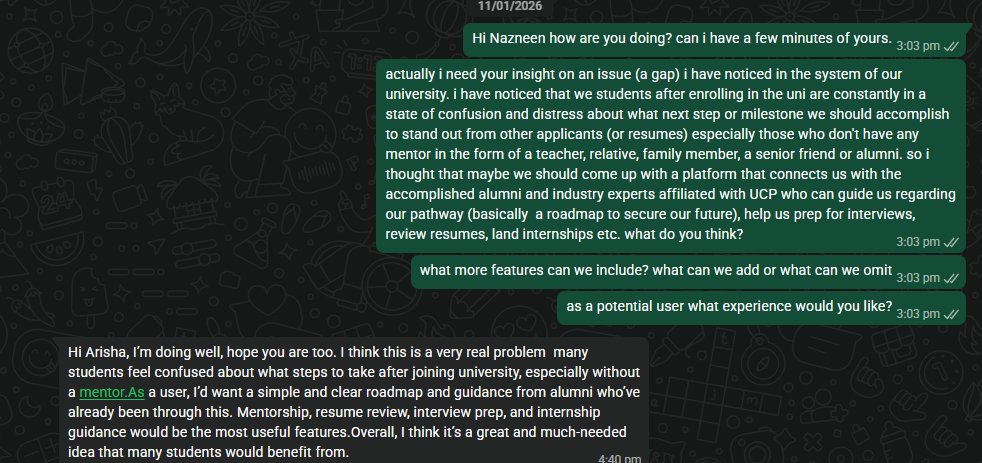 11/01/2026
Hi Nazneen how are you doing? can i have a few minutes of yours. 3:03 pm
actually i need your insight on an issue (a gap) i have noticed in the system of our
university. i have noticed that we students after enrolling in the uni are constantly in a
state of confusion and distress about what next step or milestone we should accomplish
to stand out from other applicants (or resumes) especially those who don't have any
mentor in the form of a teacher, relative, family member, a senior friend or alumni. so i
thought that maybe we should come up with a platform that connects us with the
accomplished alumni and industry experts affiliated with UCP who can guide us regarding
our pathway (basically a roadmap to secure our future), help us prep for interviews,
review resumes, land internships etc. what do you think?
3:03 pm
what more features can we include? what can we add or what can we omit 3:03 pm
as a potential user what experience would you like? 3:03 pm
Hi Arisha, I'm doing well, hope you are too. I think this is a very real problem many
students feel confused about what steps to take after joining university, especially without
a mentor.As a user, I'd want a simple and clear roadmap and guidance from alumni who've
already been through this. Mentorship, resume review, interview prep, and internship
guidance would be the most useful features.Overall, I think it's a great and much-needed
idea that many students would benefit from.
4:40 pm